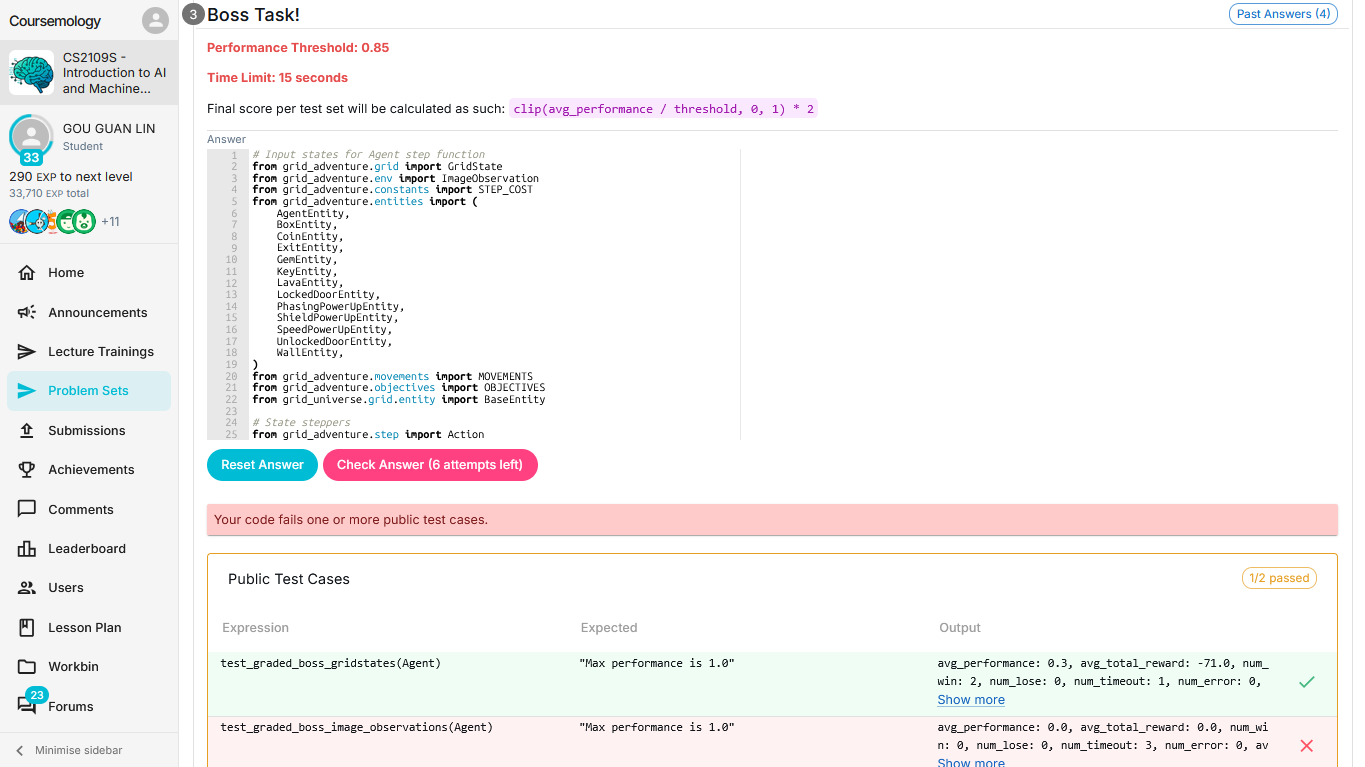 Coursemology
CS2109S -
Introduction to AI
and Machine...
GOU GUAN LIN
Student
33
290 EXP to next level
33,710 EXP total
+11
Home
Announcements
Lecture Trainings
Problem Sets
Submissions
Achievements
Comments
Leaderboard
Users
Lesson Plan
Workbin
23
Forums
Minimise sidebar
3 Boss Task!
Past Answers (4)
Performance Threshold: 0.85
Time Limit: 15 seconds
Final score per test set will be calculated as such: clip(avg_performance / threshold, 0, 1) * 2
Answer
1 # Input states for Agent step function
2 from grid_adventure.grid import GridState
3 from grid_adventure.env import ImageObservation
4 from grid_adventure.constants import STEP_COST
5 from grid_adventure.entities import (
6 AgentEntity,
7 BoxEntity,
8 CoinEntity,
9 ExitEntity,
10 GemEntity,
11 KeyEntity,
12 LavaEntity,
13 LockedDoorEntity,
14 PhasingPowerUpEntity,
15 ShieldPowerUpEntity,
16 SpeedPowerUpEntity,
17 UnlockedDoorEntity,
18 WallEntity,
19 )
20 from grid_adventure.movements import MOVEMENTS
21 from grid_adventure.objectives import OBJECTIVES
22 from grid_universe.grid.entity import BaseEntity
23
24 # State steppers
25 from grid_adventure.step import Action
Reset Answer
Check Answer (6 attempts left)
Your code fails one or more public test cases.
Public Test Cases
1/2 passed
Expression Expected Output
test_graded_boss_gridstates(Agent)
"Max performance is 1.0"
avg_performance: 0.3, avg_total_reward: -71.0, num_
win: 2, num_lose: 0, num_timeout: 1, num_error: 0,
Show more
test_graded_boss_image_observations(Agent)
"Max performance is 1.0"
avg_performance: 0.0, avg_total_reward: 0.0, num_wi
n: 0, num_lose: 0, num_timeout: 3, num_error: 0, av
Show more